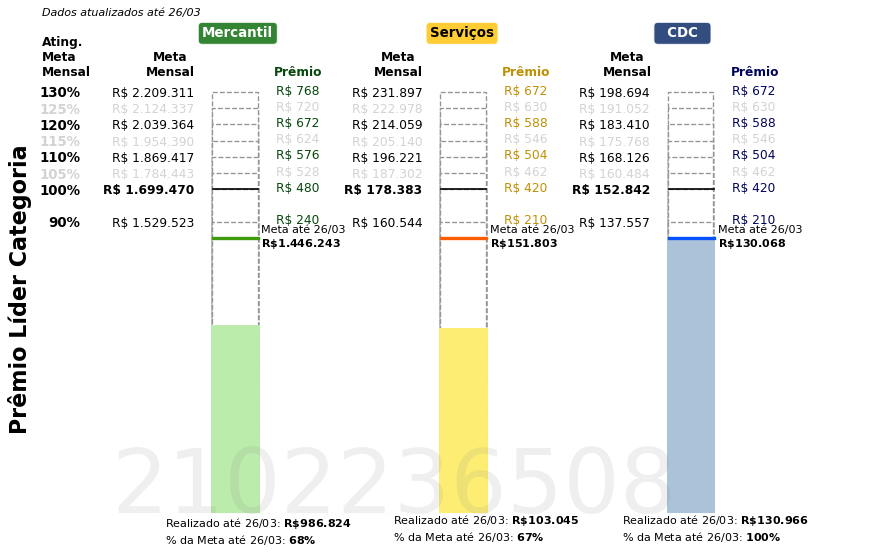 Dados atualizados até 26/03
Mercantil Serviços CDC
Ating. Meta Mensal Meta Mensal Prêmio Meta Mensal Prêmio Meta Mensal Prêmio
130% R$ 2.209.311 R$ 768 R$ 231.897 R$ 672 R$ 198.694 R$ 672
125% R$ 2.124.337 R$ 720 R$ 222.978 R$ 630 R$ 191.052 R$ 630
120% R$ 2.039.364 R$ 672 R$ 214.059 R$ 588 R$ 183.410 R$ 588
115% R$ 1.954.390 R$ 624 R$ 205.140 R$ 546 R$ 175.768 R$ 546
110% R$ 1.869.417 R$ 576 R$ 196.221 R$ 504 R$ 168.126 R$ 504
105% R$ 1.784.443 R$ 528 R$ 187.302 R$ 462 R$ 160.484 R$ 462
100% R$ 1.699.470 R$ 480 R$ 178.383 R$ 420 R$ 152.842 R$ 420
90% R$ 1.529.523 R$ 240 R$ 160.544 R$ 210 R$ 137.557 R$ 210
Meta até 26/03 Meta até 26/03 Meta até 26/03
R$1.446.243 R$151.803 R$130.068
Prêmio Líder Categoria
2102236508
Realizado até 26/03: R$986.824 Realizado até 26/03: R$103.045 Realizado até 26/03: R$130.966
% da Meta até 26/03: 68% % da Meta até 26/03: 67% % da Meta até 26/03: 100%